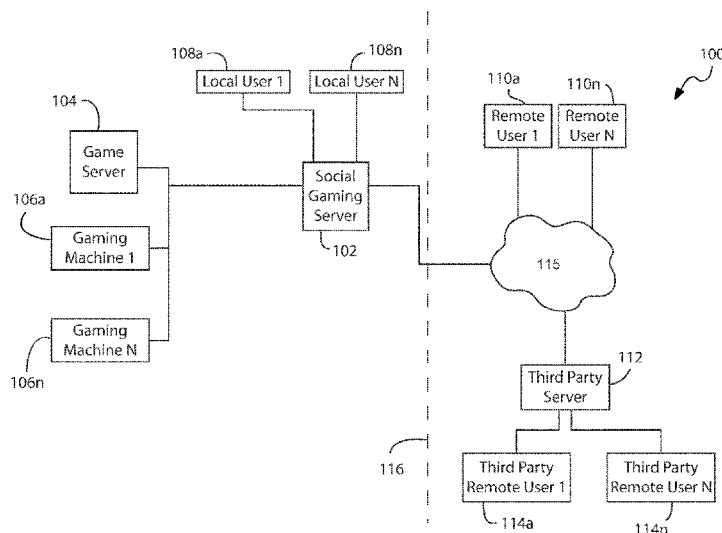 108a
108n
100
Local User 1
Local User N
110a
110n
104
Remote
User 1
Remote
User N
Game
Server
Social
Gaming
Server
106a
Gaming
Machine 1
102
115
Gaming
Machine N
106n
112
Third Party
Server
116
Third Party
Remote User 1
Third Party
Remote User N
114a
114n